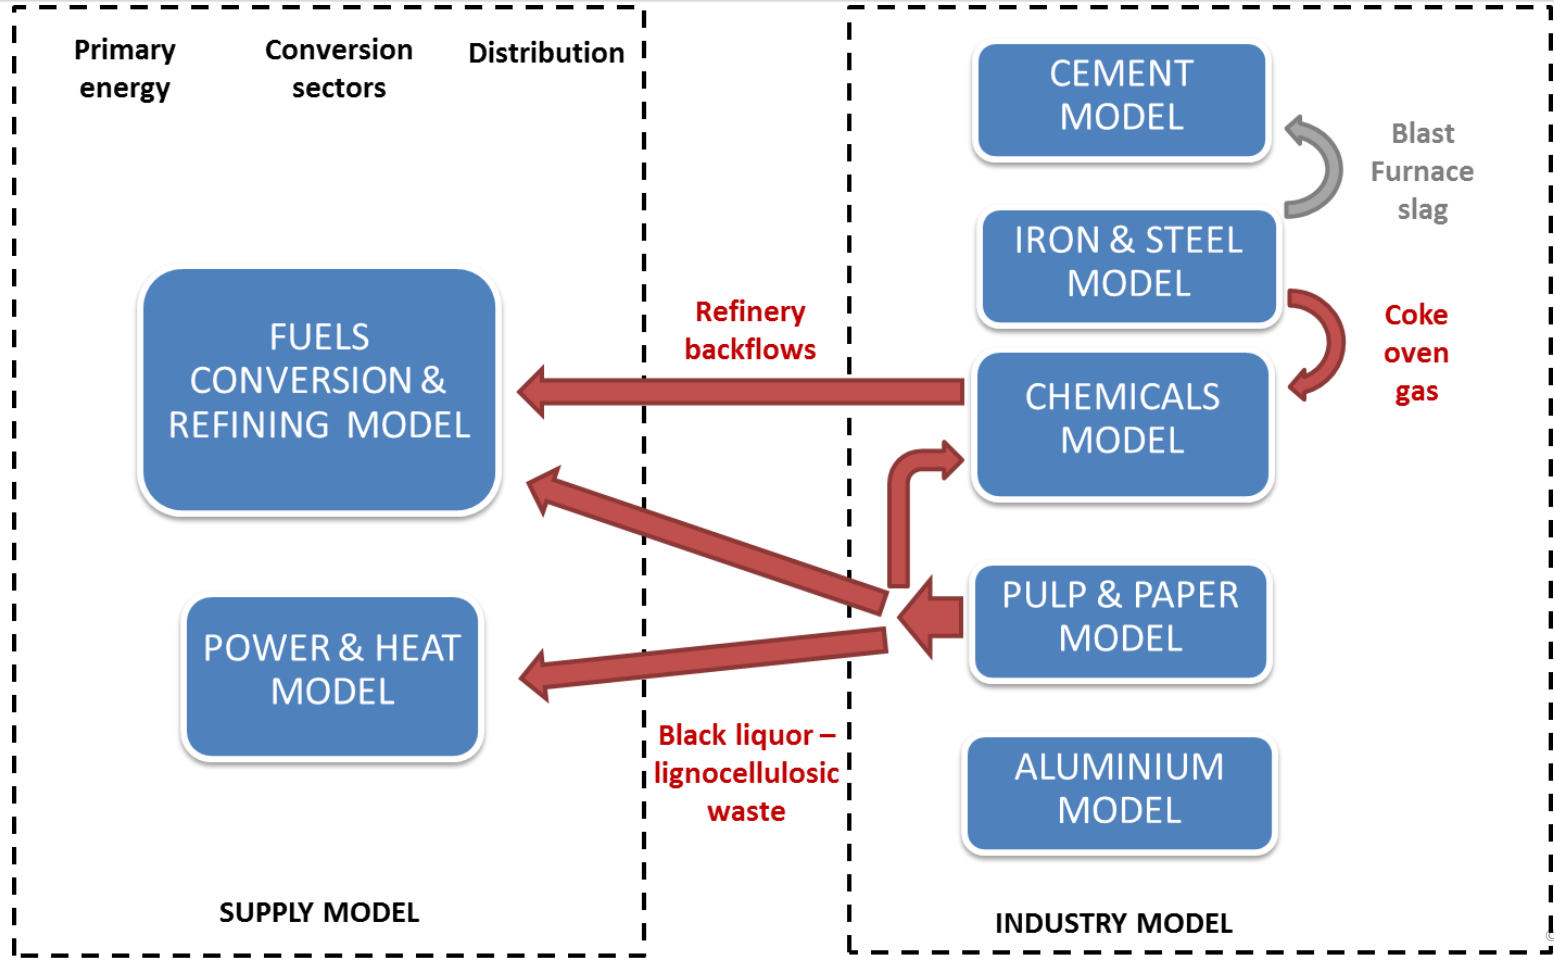 Primary
energy
Conversion
sectors
Distribution
FUELS
CONVERSION &
REFINING MODEL
POWER & HEAT
MODEL
SUPPLY MODEL
Refinery
backflows
Black liquor –
lignocellulosic
waste
CEMENT
MODEL
IRON & STEEL
MODEL
CHEMICALS
MODEL
PULP & PAPER
MODEL
ALUMINIUM
MODEL
Blast
Furnace
slag
Coke
oven
gas
INDUSTRY MODEL